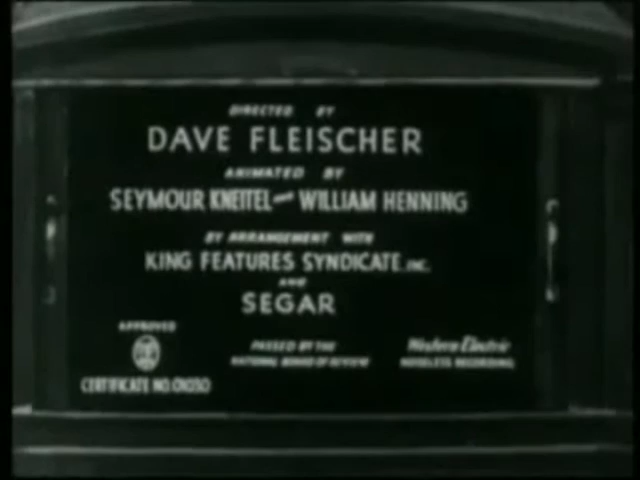 DIRECTED BY
DAVE FLEISCHER
ANIMATED BY
SEYMOUR KNEITEL and WILLIAM HENNING
BY ARRANGEMENT WITH
KING FEATURES SYNDICATE, INC.
AND
SEGAR
APPROVED
CERTIFICATE NO. 01030
PASSED BY THE
NATIONAL BOARD OF REVIEW
Western Electric
NOISELESS RECORDING